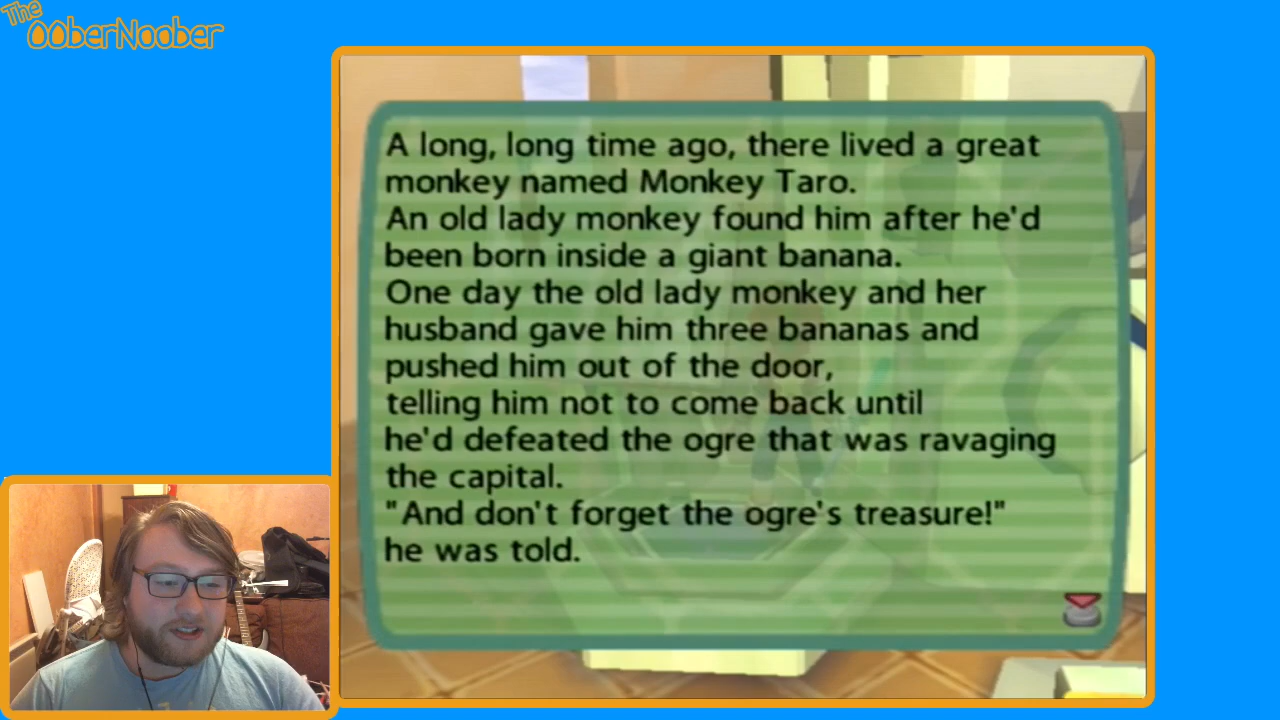 The
OOberNoober
A long, long time ago, there lived a great
monkey named Monkey Taro.
An old lady monkey found him after he'd
been born inside a giant banana.
One day the old lady monkey and her
husband gave him three bananas and
pushed him out of the door,
telling him not to come back until
he'd defeated the ogre that was ravaging
the capital.
"And don't forget the ogre's treasure!"
he was told.